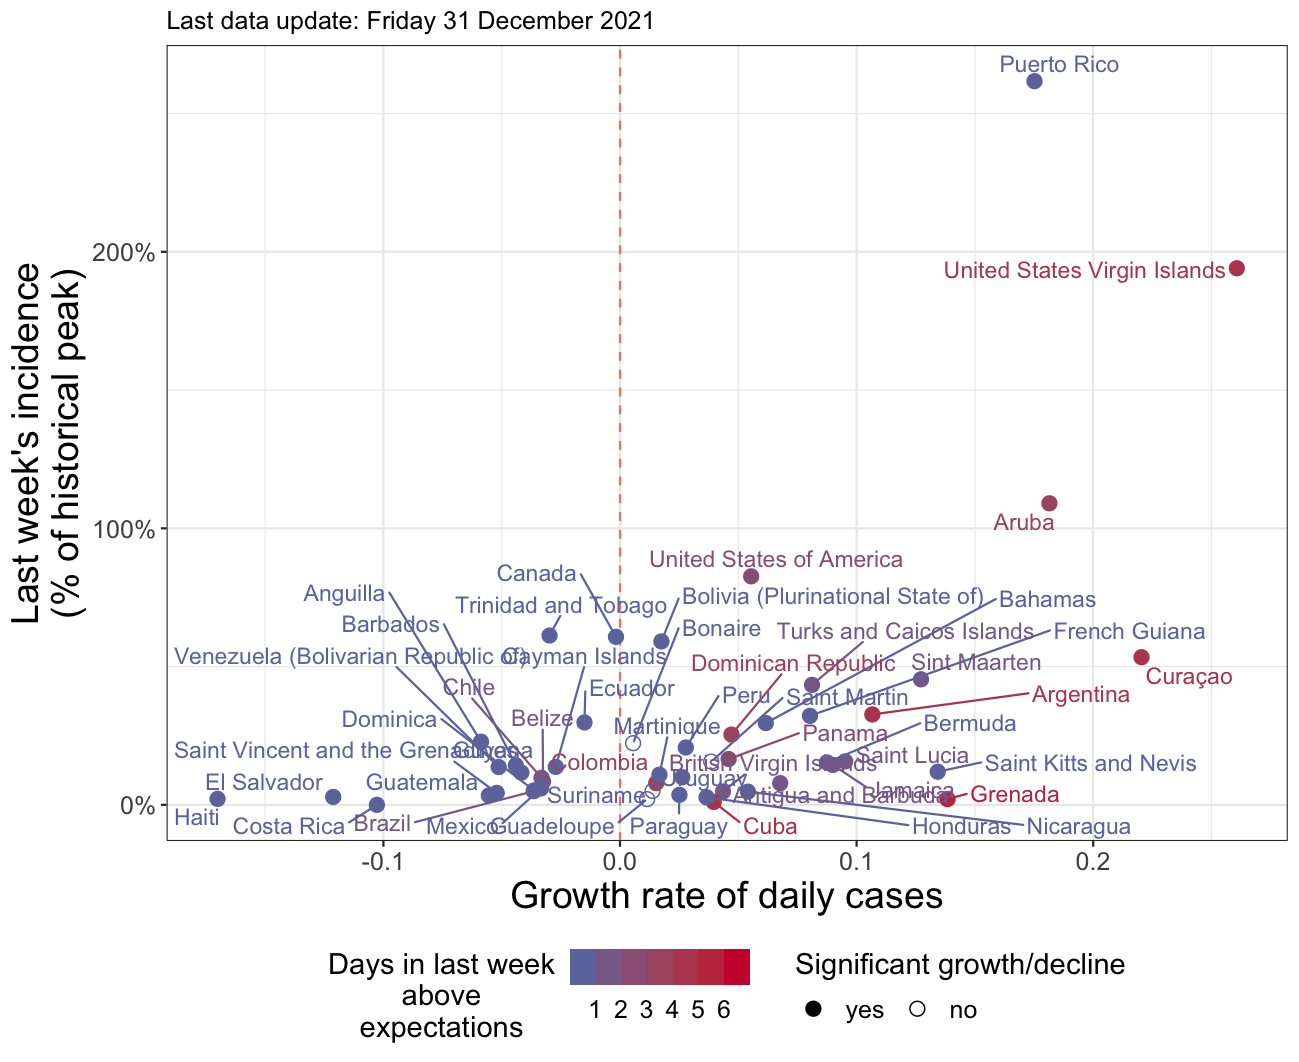 Last data update: Friday 31 December 2021
Last week's incidence
(% of historical peak)
200%
100%
0%
Puerto Rico
United States Virgin Islands
Aruba
United States of America
Canada
Anguilla
Bolivia (Plurinational State of)
Bahamas
Trinidad and Tobago
Barbados
Bonaire
Turks and Caicos Islands
French Guiana
Venezuela (Bolivarian Republic of)
Cayman Islands
Dominican Republic
Sint Maarten
Curaçao
Chile
Ecuador
Peru
Saint Martin
Argentina
Dominica
Belize
Martinique
Panama
Bermuda
Saint Vincent and the Grenadines
Guyana
Colombia
British Virgin Islands
Saint Lucia
Saint Kitts and Nevis
El Salvador
Guatemala
Suriname
Uruguay
Antigua and Barbuda
Jamaica
Grenada
Haiti
Costa Rica
Brazil
Mexico
Guadeloupe
Paraguay
Cuba
Honduras
Nicaragua
-0.1
0.0
0.1
0.2
Growth rate of daily cases
Days in last week
above
expectations
1 2 3 4 5 6
Significant growth/decline
yes
no